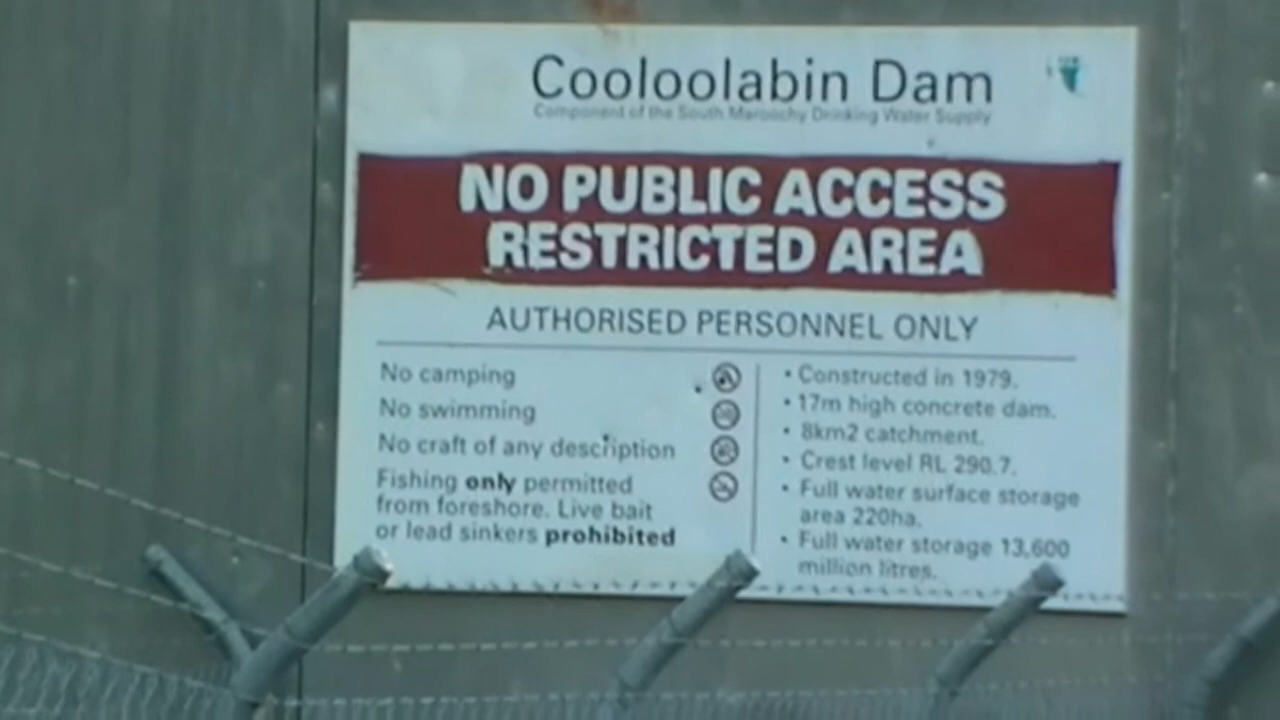 Cooloolabin Dam
Component of the South Maroochy Drinking Water Supply
NO PUBLIC ACCESS
RESTRICTED AREA
AUTHORISED PERSONNEL ONLY
No camping
No swimming
No craft of any description
Fishing only permitted
from foreshore. Live bait
or lead sinkers prohibited
• Constructed in 1979.
• 17m high concrete dam.
• 8km2 catchment.
• Crest level RL 290.7.
• Full water surface storage
area 220ha.
• Full water storage 13,600
million litres.